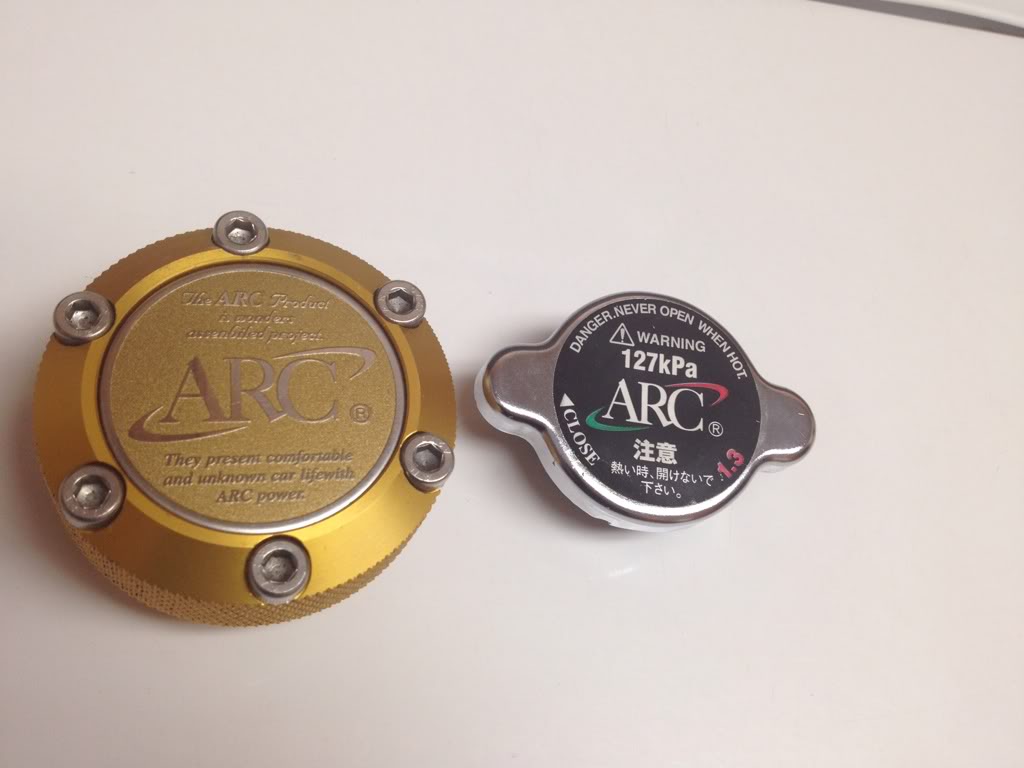 The ARC Product
is wonders
assembled project.
ARC®
They present comfortable
and unknown car lifewith
ARC power.
DANGER.NEVER OPEN WHEN HOT.
⚠ WARNING
127kPa
ARC®
▲CLOSE
注意
1.3
熱い時、開けないで
下さい。